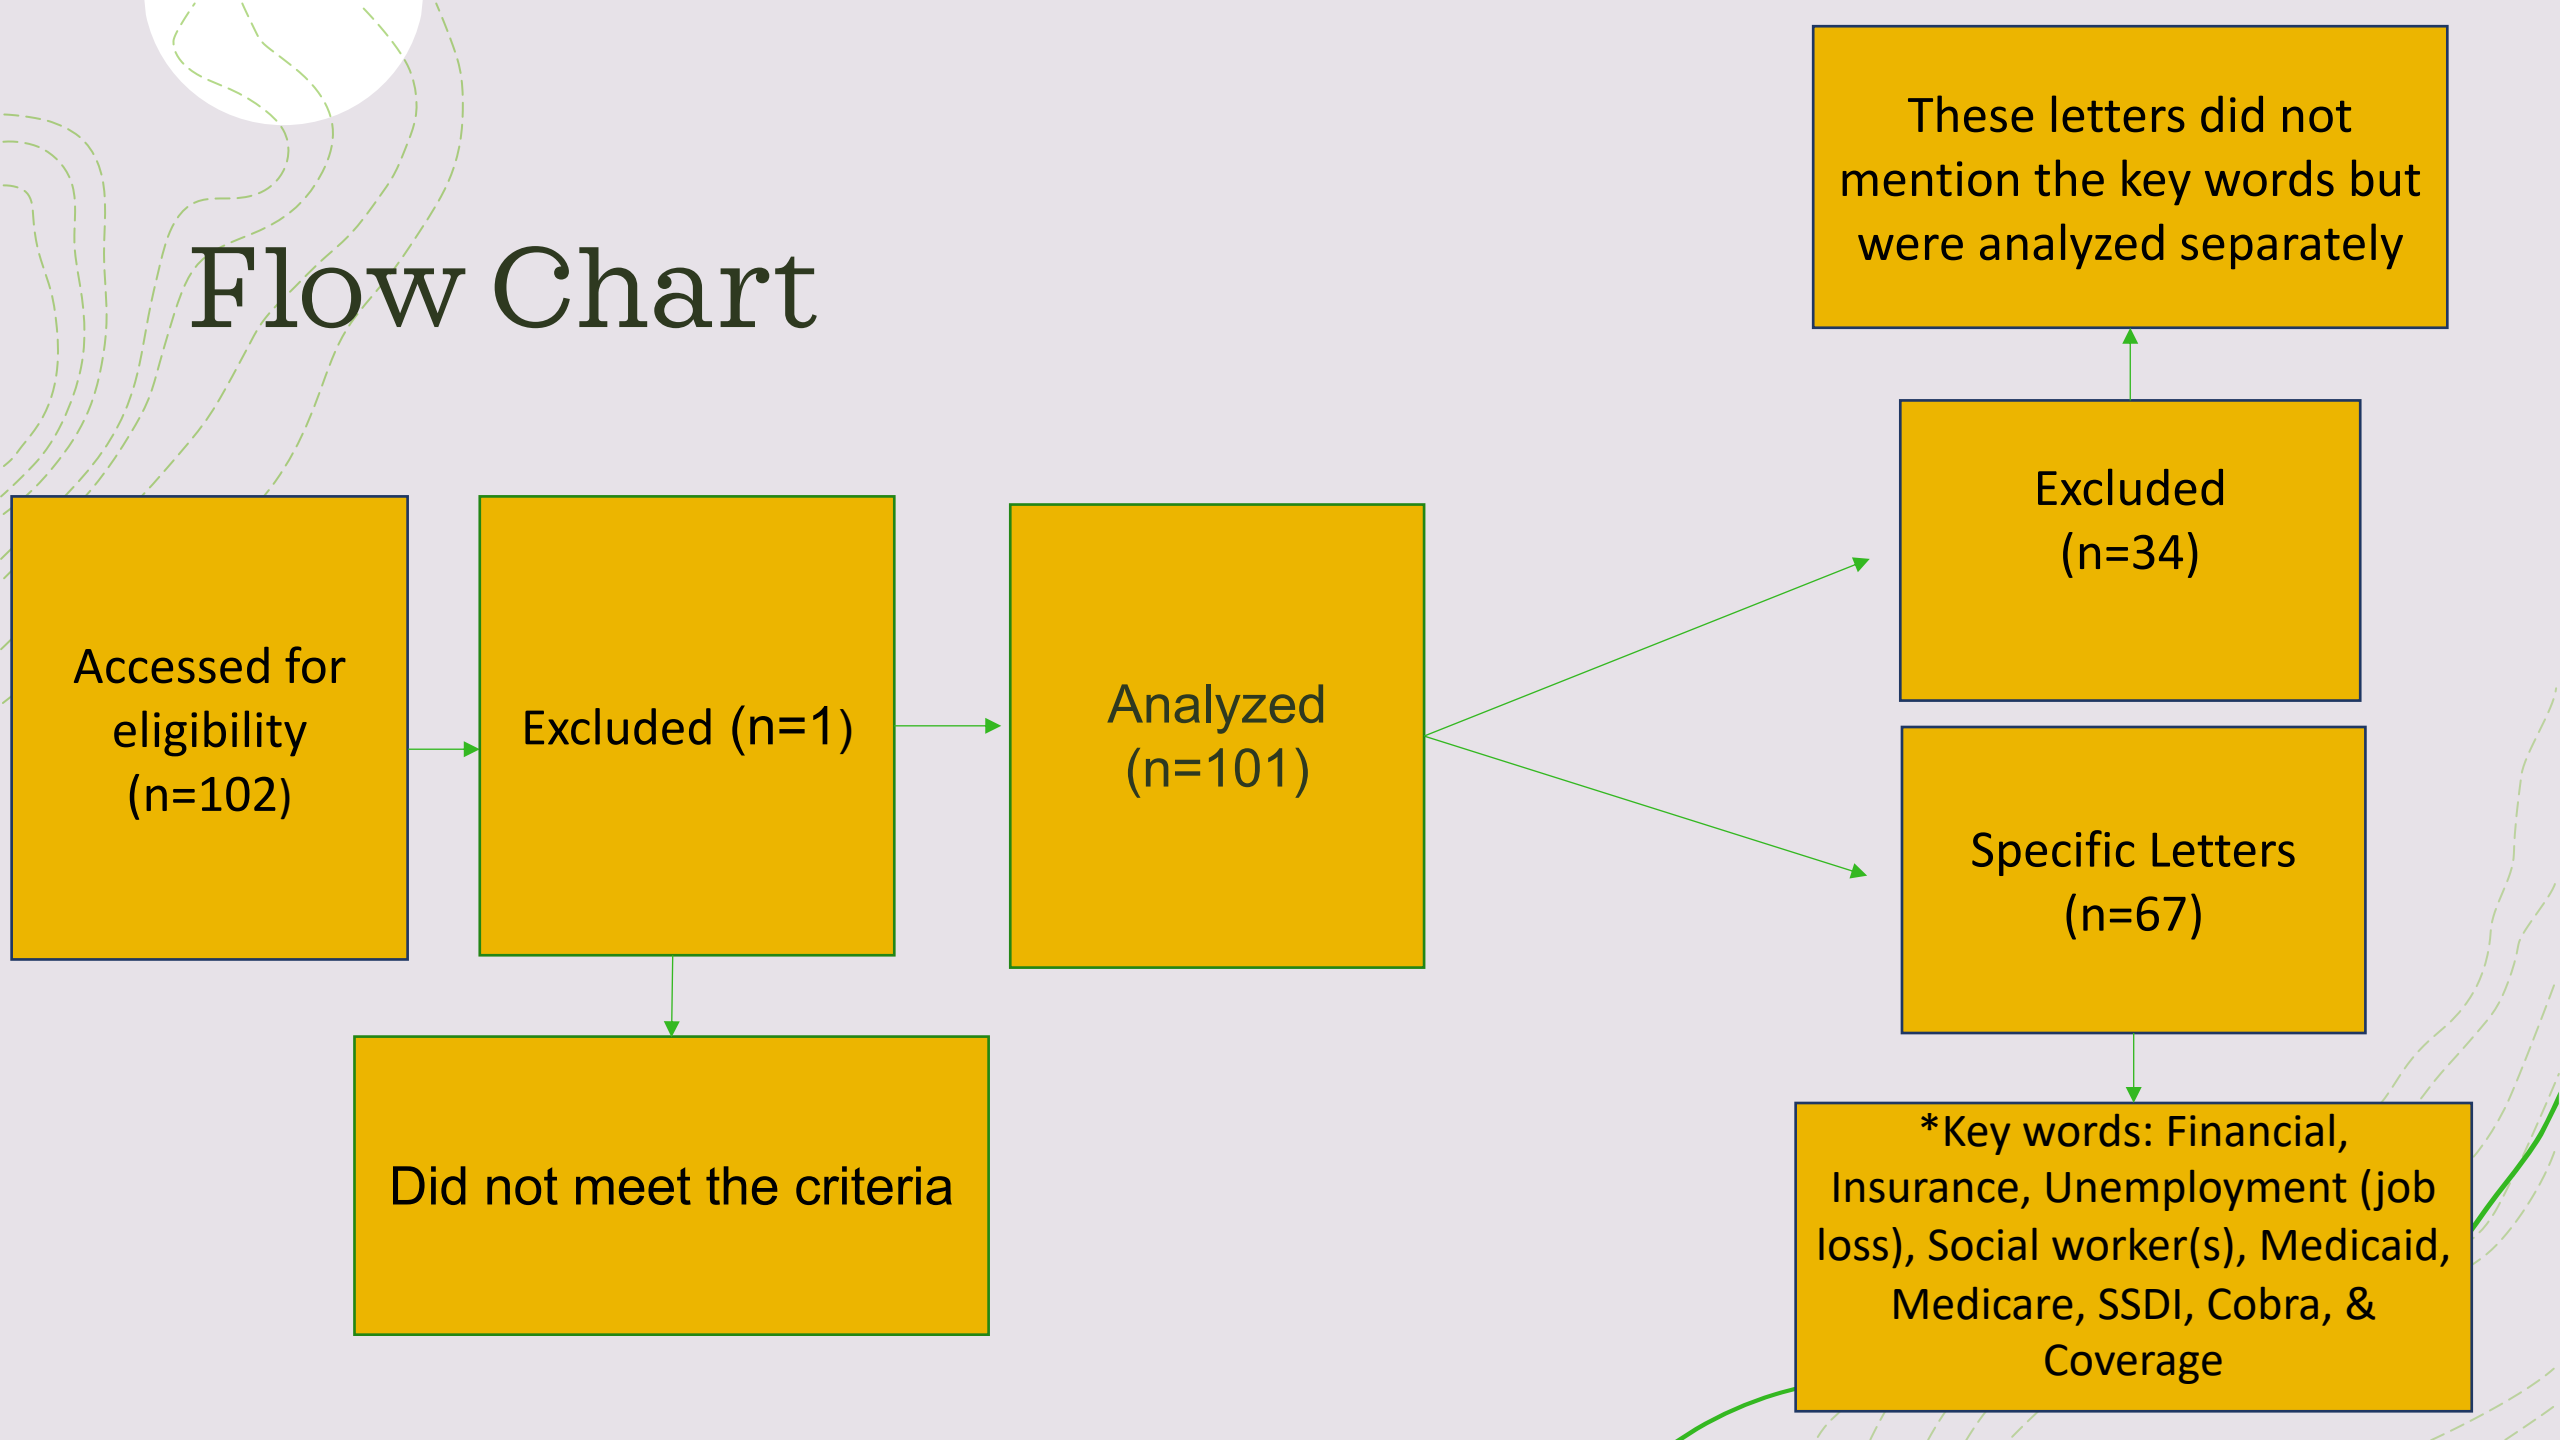 Flow Chart
Accessed for
eligibility
(n=102)
Excluded (n=1)
Did not meet the criteria
Analyzed
(n=101)
These letters did not
mention the key words but
were analyzed separately
Excluded
(n=34)
Specific Letters
(n=67)
*Key words: Financial,
Insurance, Unemployment (job
loss), Social worker(s), Medicaid,
Medicare, SSDI, Cobra, &
Coverage